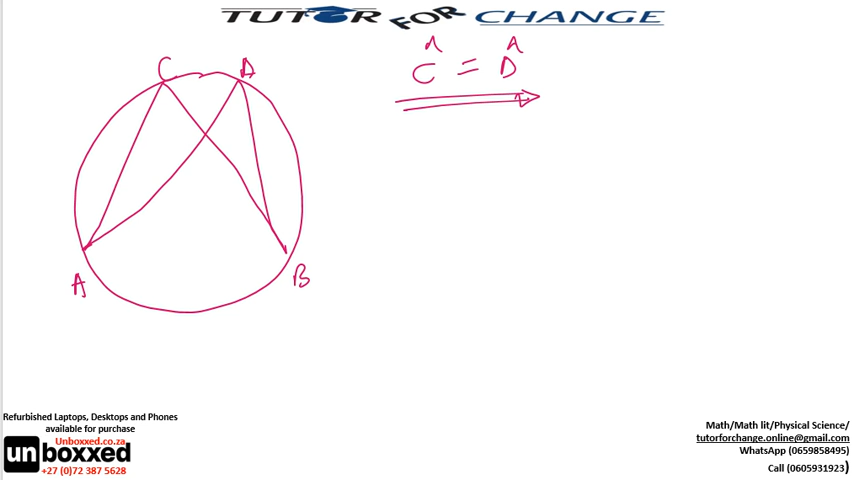 TUTOR FOR CHANGE
C D
Ĉ = D̂
A
B
Refurbished Laptops, Desktops and Phones
available for purchase
Unboxxed.co.za
unboxxed
+27 (0)72 387 5628
Math/Math lit/Physical Science/
tutorforchange.online@gmail.com
WhatsApp (0659858495)
Call (0605931923)